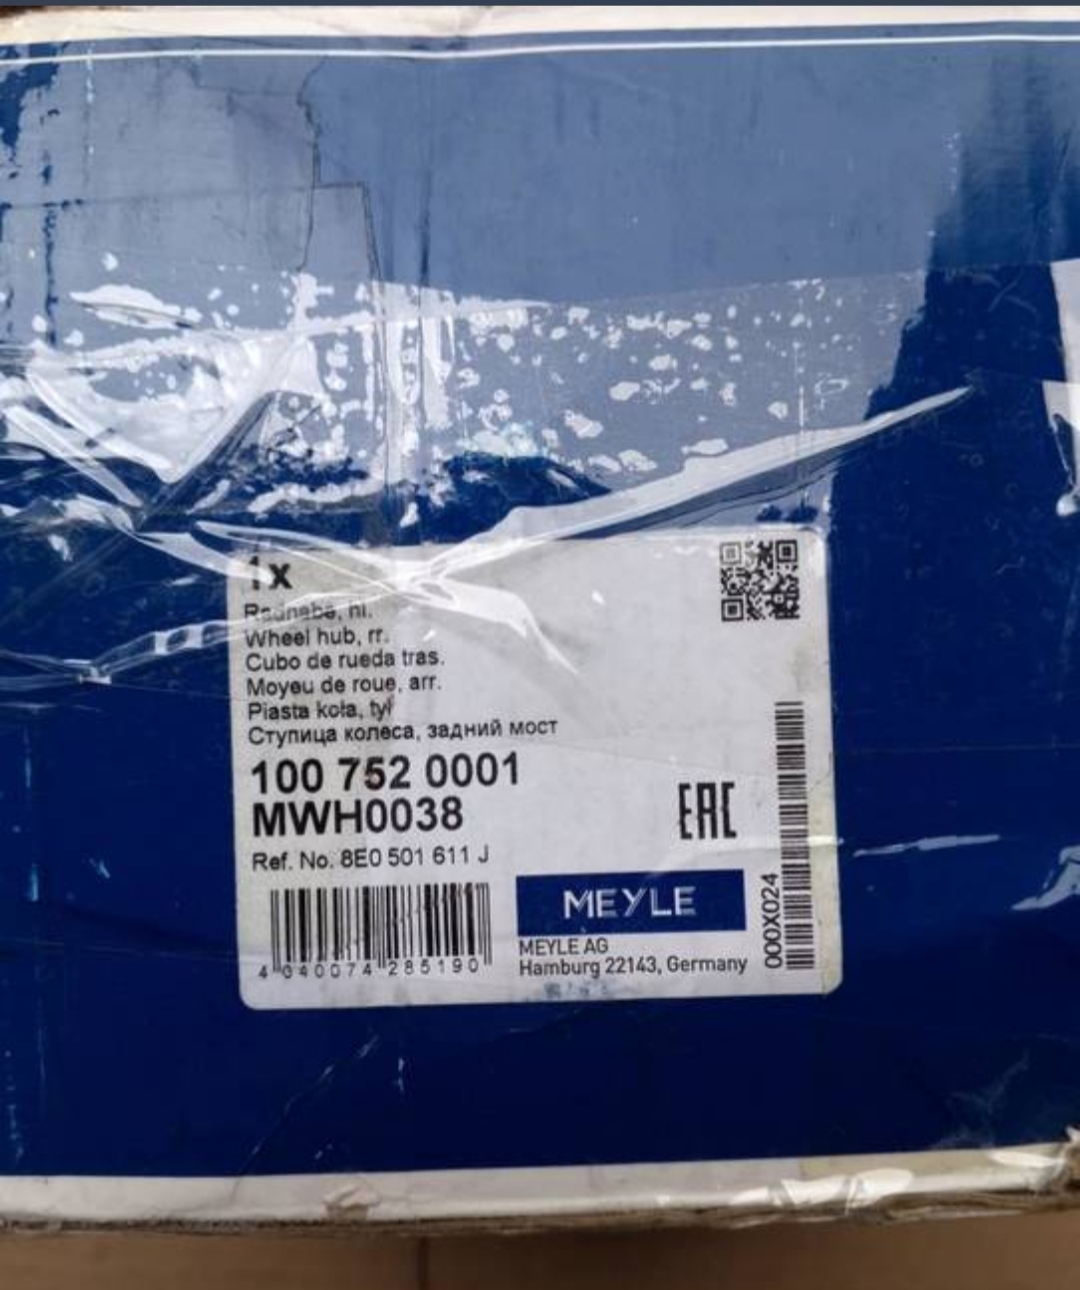 1x
Radnabe, hi.
Wheel hub, rr.
Cubo de rueda tras.
Moyeu de roue, arr.
Piasta koła, tył
Ступица колеса, задний мост
100 752 0001
MWH0038
Ref. No. 8E0 501 611 J
EAC
MEYLE
MEYLE AG
Hamburg 22143, Germany
4 040074 285190
000X024